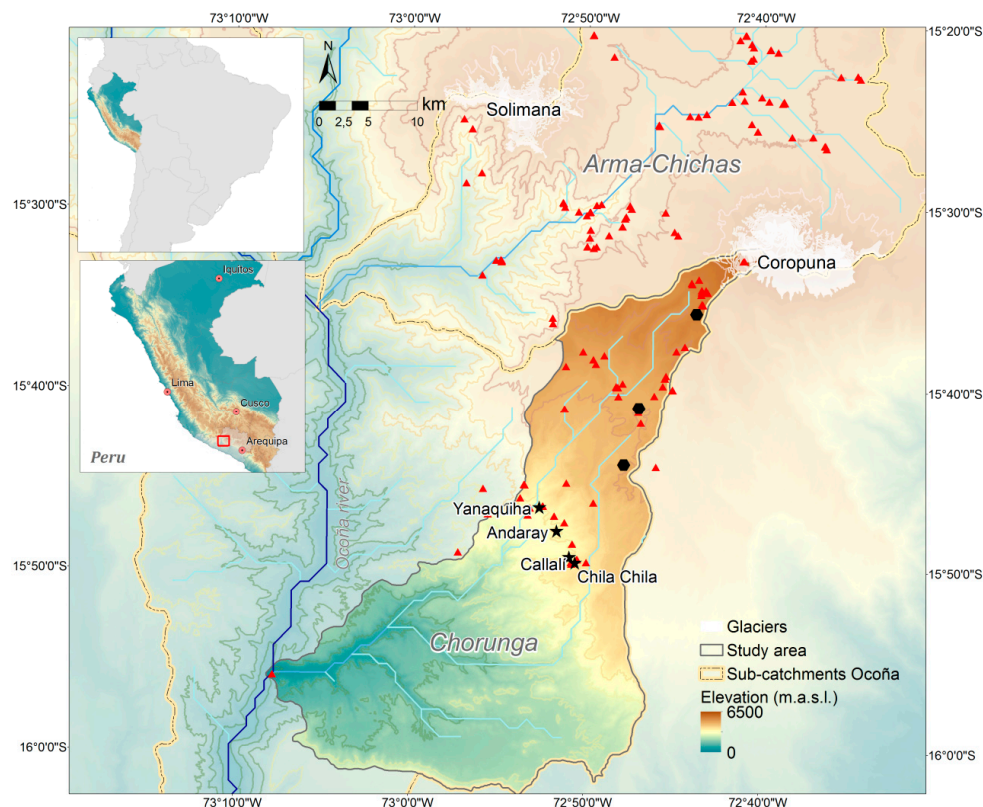 73°10'0"W
73°0'0"W
72°50'0"W
72°40'0"W
15°20'0"S
N
km
0 2,5 5 10
Solimana
Arma-Chichas
15°30'0"S
15°30'0"S
Coropuna
Iquitos
Lima
Cusco
Arequipa
Peru
15°40'0"S
15°40'0"S
Ocoña river
Yanaquiha
Andaray
Callali
Chila Chila
15°50'0"S
15°50'0"S
Chorunga
Glaciers
Study area
Sub-catchments Ocoña
Elevation (m.a.s.l.)
6500
0
16°0'0"S
16°0'0"S
73°10'0"W
73°0'0"W
72°50'0"W
72°40'0"W